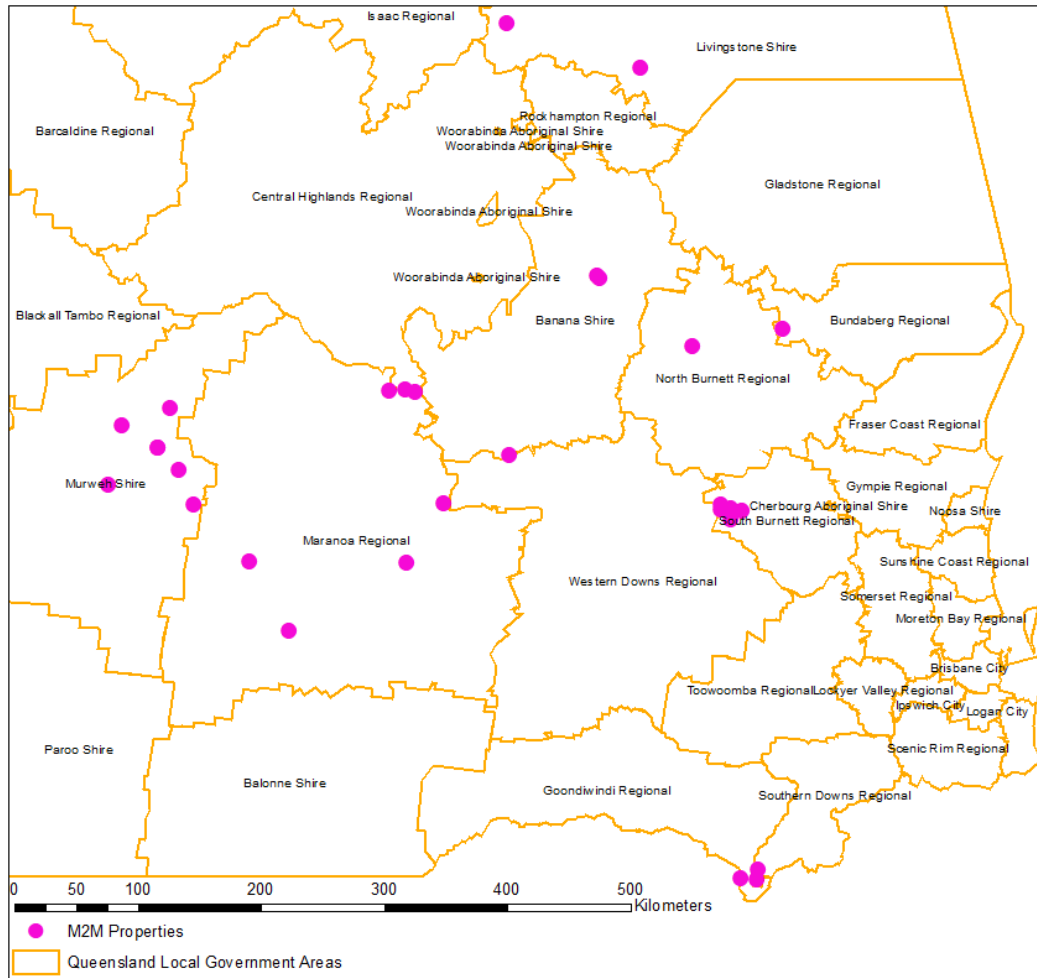 Isaac Regional
Livingstone Shire
Rockhampton Regional
Barcaldine Regional
Woorabinda Aboriginal Shire
Woorabinda Aboriginal Shire
Gladstone Regional
Central Highlands Regional
Woorabinda Aboriginal Shire
Woorabinda Aboriginal Shire
Blackall Tambo Regional
Banana Shire
Bundaberg Regional
North Burnett Regional
Fraser Coast Regional
Murweh Shire
Gympie Regional
Cherbourg Aboriginal Shire
Noosa Shire
South Burnett Regional
Maranoa Regional
Sunshine Coast Regional
Western Downs Regional
Somerset Regional
Moreton Bay Regional
Brisbane City
Toowoomba Regional
Lockyer Valley Regional
Ipswich City
Logan City
Paroo Shire
Scenic Rim Regional
Balonne Shire
Goondiwindi Regional
Southern Downs Regional
0 50 100 200 300 400 500
Kilometers
M2M Properties
Queensland Local Government Areas